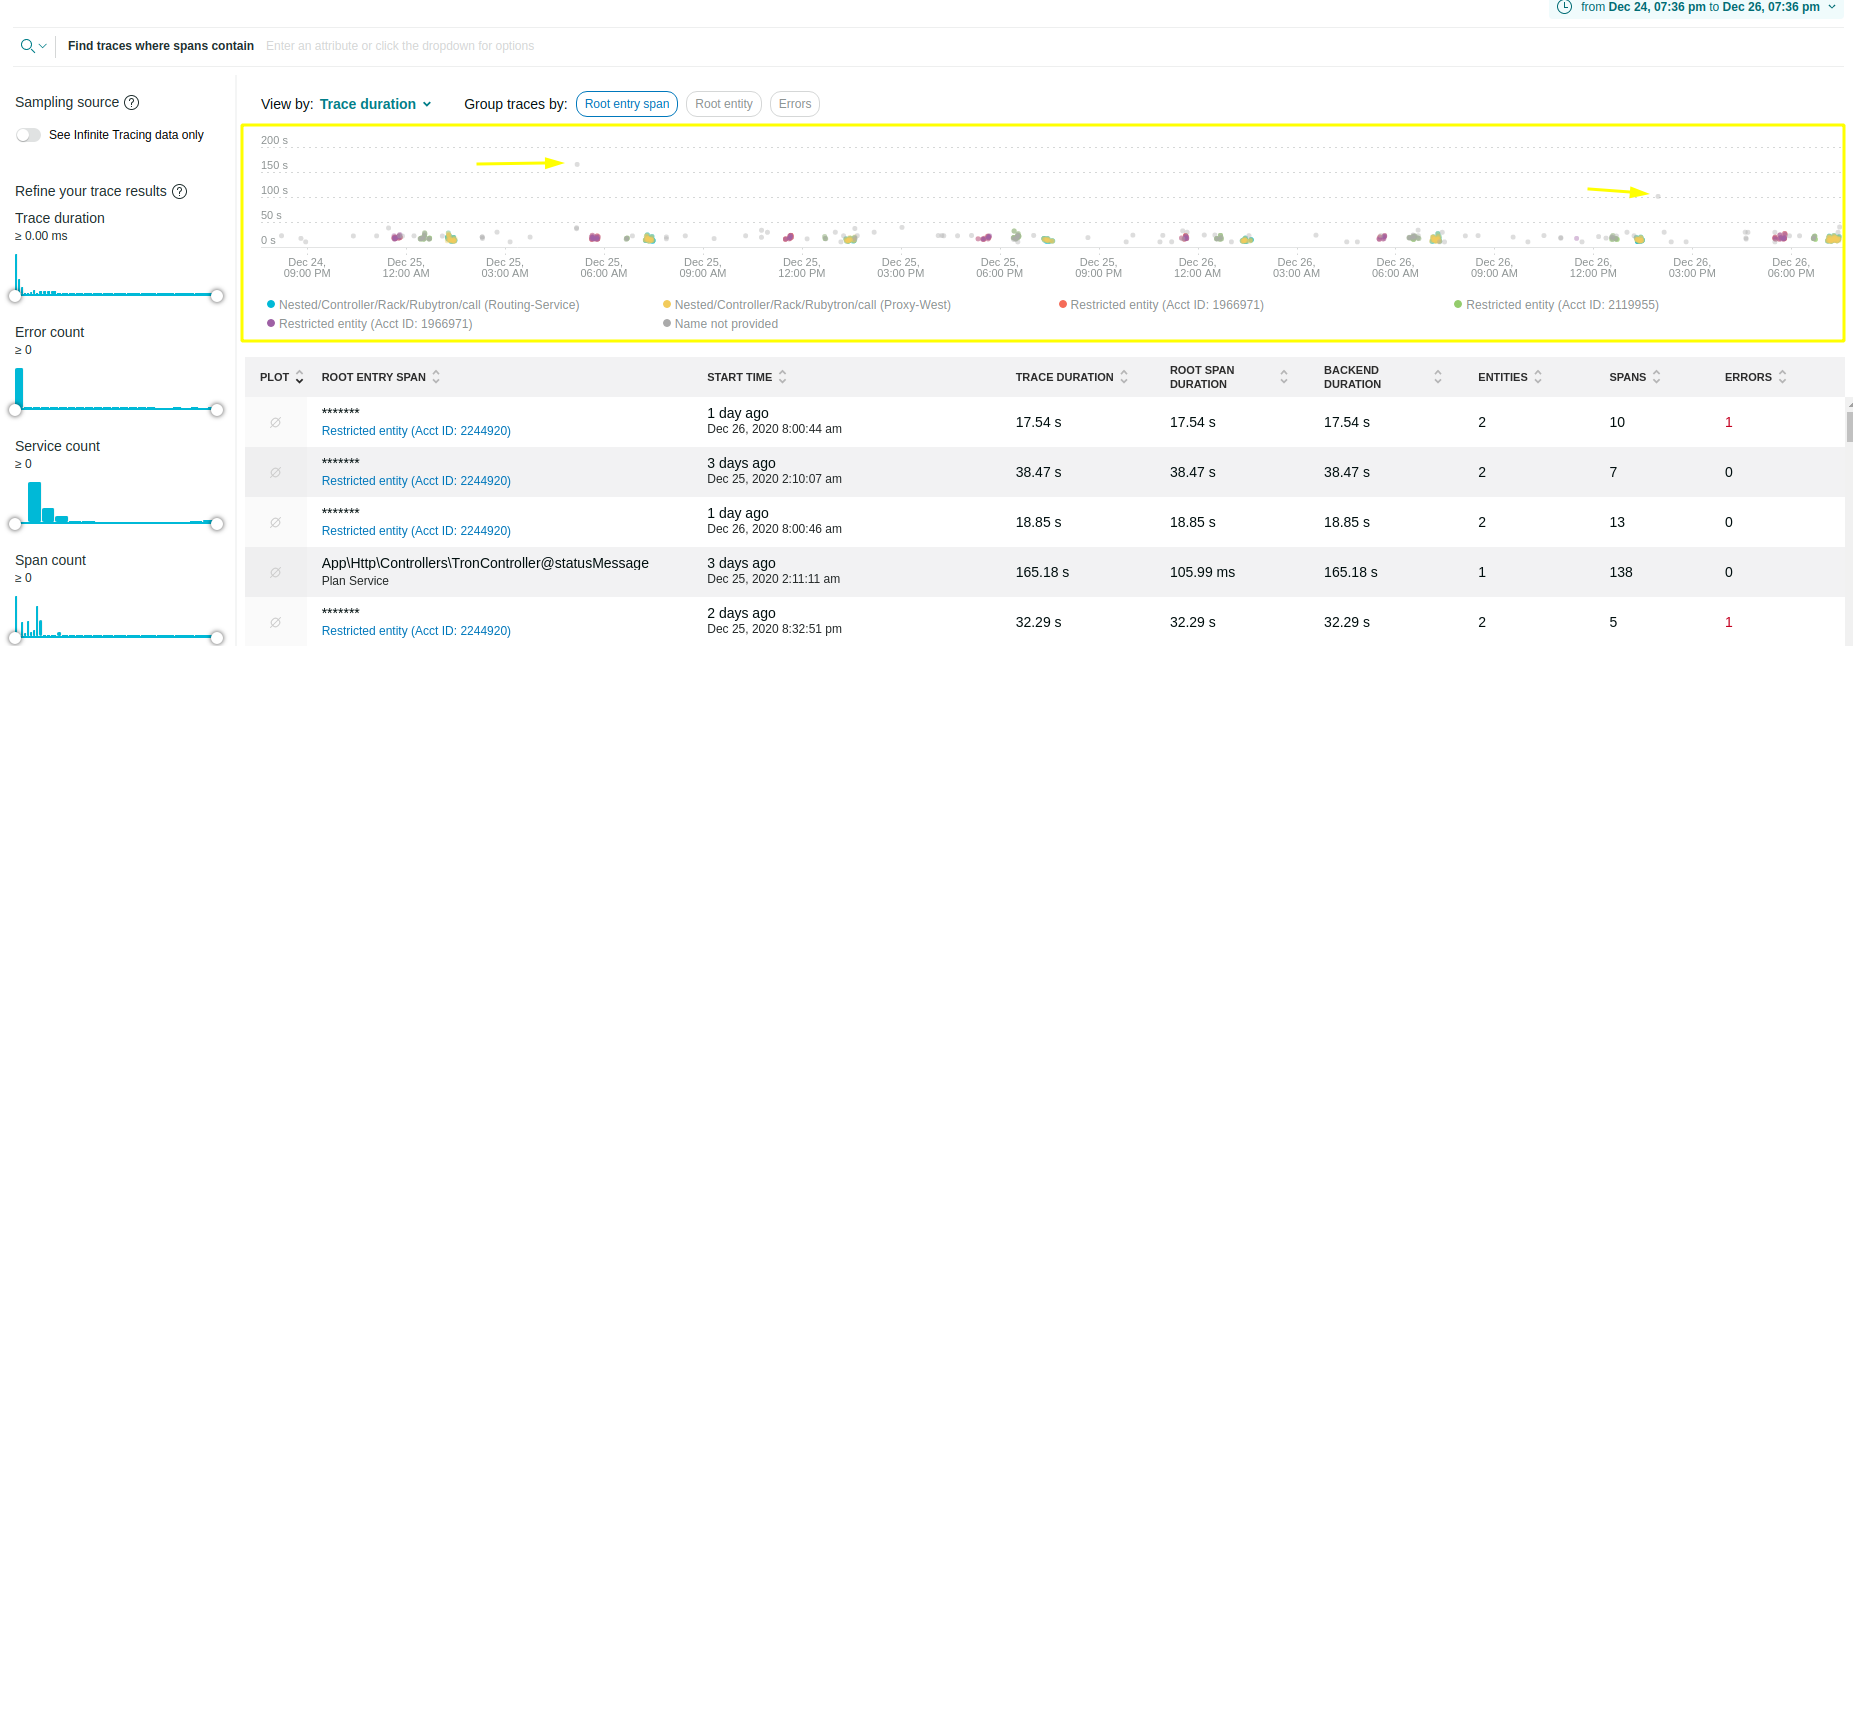 from Dec 24, 07:36 pm to Dec 26, 07:36 pm
Find traces where spans contain Enter an attribute or click the dropdown for options
Sampling source ?
See Infinite Tracing data only
Refine your trace results ?
Trace duration
≥ 0.00 ms
Error count
≥ 0
Service count
≥ 0
Span count
≥ 0
View by: Trace duration Group traces by: Root entry span Root entity Errors
200 s
150 s
100 s
50 s
0 s
Dec 24, Dec 25, Dec 25, Dec 25, Dec 25, Dec 25, Dec 25, Dec 25, Dec 25, Dec 26, Dec 26, Dec 26, Dec 26, Dec 26, Dec 26, Dec 26,
09:00 PM 12:00 AM 03:00 AM 06:00 AM 09:00 AM 12:00 PM 03:00 PM 06:00 PM 09:00 PM 12:00 AM 03:00 AM 06:00 AM 09:00 AM 12:00 PM 03:00 PM 06:00 PM
Nested/Controller/Rack/Rubytron/call (Routing-Service) Nested/Controller/Rack/Rubytron/call (Proxy-West) Restricted entity (Acct ID: 1966971) Restricted entity (Acct ID: 2119955)
Restricted entity (Acct ID: 1966971) Name not provided
PLOT ROOT ENTRY SPAN START TIME TRACE DURATION ROOT SPAN DURATION BACKEND DURATION ENTITIES SPANS ERRORS
******* 1 day ago
Restricted entity (Acct ID: 2244920) Dec 26, 2020 8:00:44 am 17.54 s 17.54 s 17.54 s 2 10 1
******* 3 days ago
Restricted entity (Acct ID: 2244920) Dec 25, 2020 2:10:07 am 38.47 s 38.47 s 38.47 s 2 7 0
******* 1 day ago
Restricted entity (Acct ID: 2244920) Dec 26, 2020 8:00:46 am 18.85 s 18.85 s 18.85 s 2 13 0
App\Http\Controllers\TronController@statusMessage 3 days ago
Plan Service Dec 25, 2020 2:11:11 am 165.18 s 105.99 ms 165.18 s 1 138 0
******* 2 days ago
Restricted entity (Acct ID: 2244920) Dec 25, 2020 8:32:51 pm 32.29 s 32.29 s 32.29 s 2 5 1